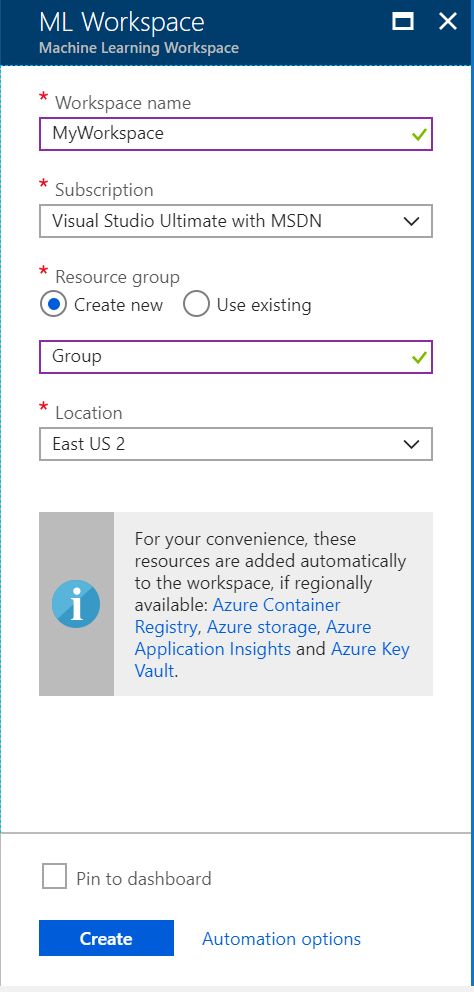 ML Workspace
Machine Learning Workspace
* Workspace name
MyWorkspace
* Subscription
Visual Studio Ultimate with MSDN
* Resource group
Create new Use existing
Group
* Location
East US 2
For your convenience, these
resources are added automatically
to the workspace, if regionally
available: Azure Container
Registry, Azure storage, Azure
Application Insights and Azure Key
Vault.
Pin to dashboard
Create Automation options